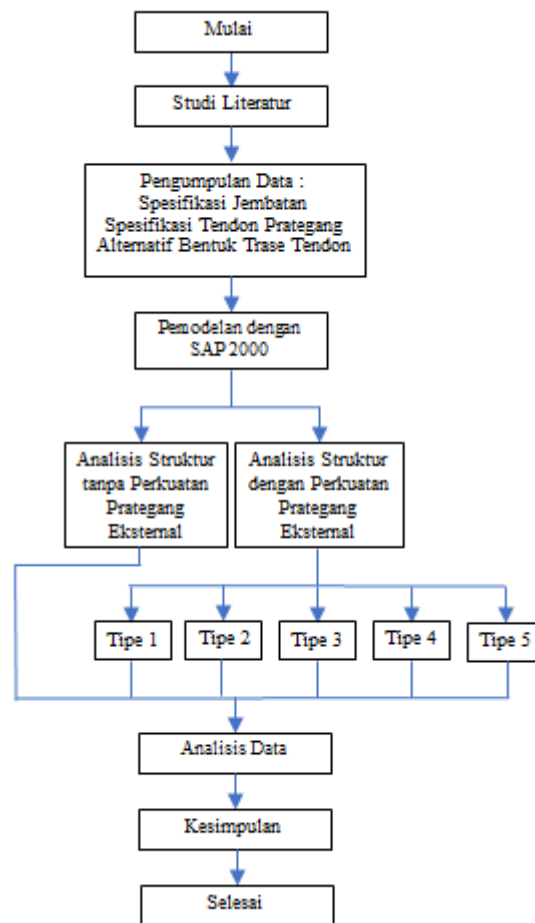 Mulai
Studi Literatur
Pengumpulan Data :
Spesifikasi Jembatan
Spesifikasi Tendon Prategang
Alternatif Bentuk Trase Tendon
Pemodelan dengan
SAP 2000
Analisis Struktur
tanpa Perkuatan
Prategang
Eksternal
Analisis Struktur
dengan Perkuatan
Prategang
Eksternal
Tipe 1
Tipe 2
Tipe 3
Tipe 4
Tipe 5
Analisis Data
Kesimpulan
Selesai